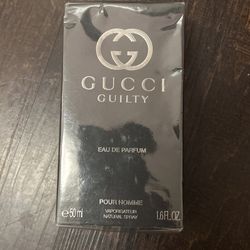 GUCCI
GUILTY
EAU DE PARFUM
POUR HOMME
VAPORISATEUR
NATURAL SPRAY
e 50 ml 1.6 FL.OZ.